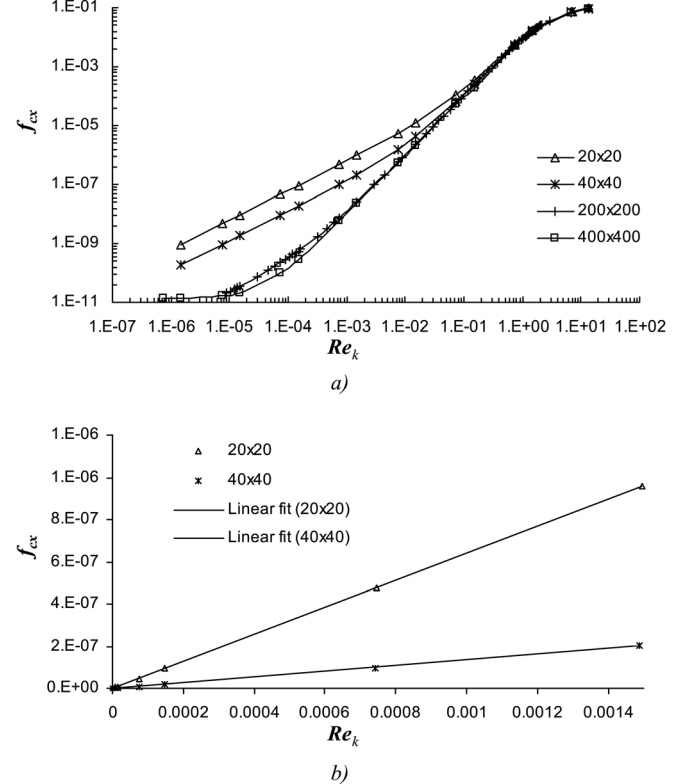 1.E-01
1.E-03
1.E-05
1.E-07
1.E-09
1.E-11
f_cx
20x20
40x40
200x200
400x400
1.E-07 1.E-06 1.E-05 1.E-04 1.E-03 1.E-02 1.E-01 1.E+00 1.E+01 1.E+02
Re_k
a)
1.E-06
1.E-06
8.E-07
6.E-07
4.E-07
2.E-07
0.E+00
f_cx
20x20
40x40
Linear fit (20x20)
Linear fit (40x40)
0 0.0002 0.0004 0.0006 0.0008 0.001 0.0012 0.0014
Re_k
b)